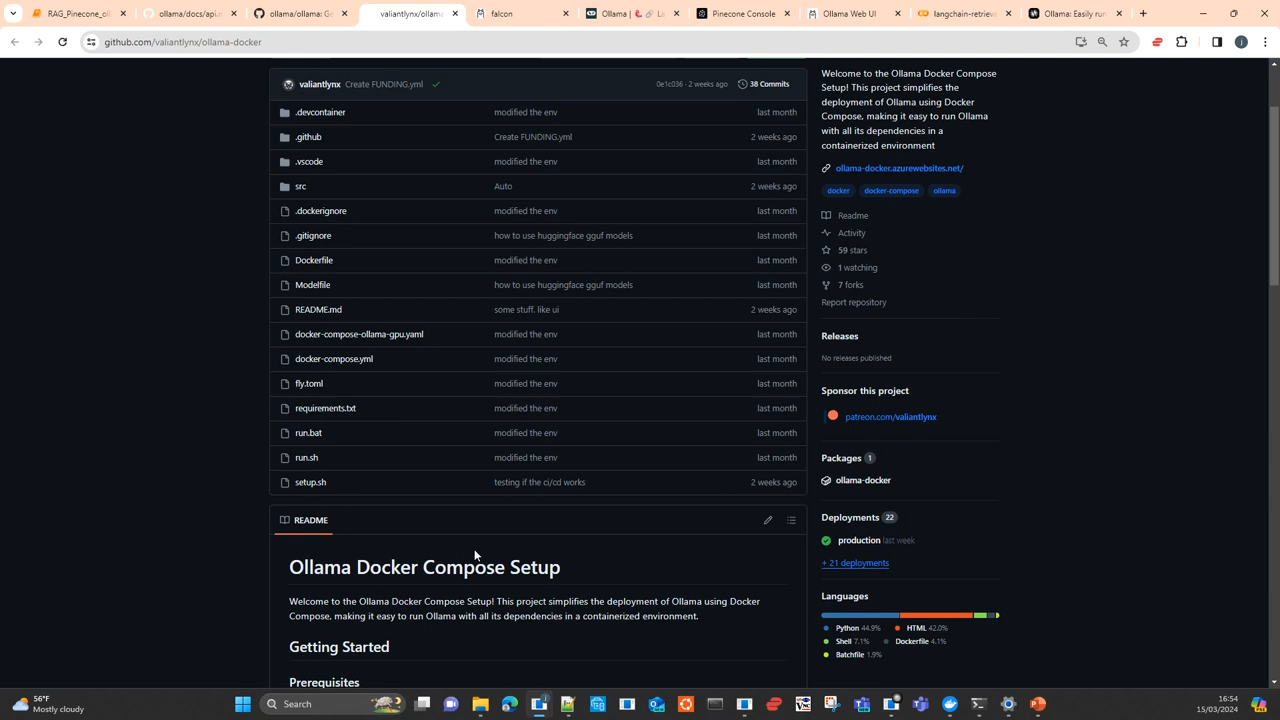 RAG_Pinecone_oll
ollama/docs/api.m
ollama/ollama: Ge
valiantlynx/ollama
falcon
Ollama | 🦜️🔗 La
Pinecone Console
Ollama Web UI
langchain-retrieva
Ollama: Easily run
github.com/valiantlynx/ollama-docker
valiantlynx Create FUNDING.yml 0e1c036 · 2 weeks ago 38 Commits
.devcontainer modified the env last month
.github Create FUNDING.yml 2 weeks ago
.vscode modified the env last month
src Auto 2 weeks ago
.dockerignore modified the env last month
.gitignore how to use huggingface gguf models last month
Dockerfile modified the env last month
Modelfile how to use huggingface gguf models last month
README.md some stuff. like ui 2 weeks ago
docker-compose-ollama-gpu.yaml modified the env last month
docker-compose.yml modified the env last month
fly.toml modified the env last month
requirements.txt modified the env last month
run.bat modified the env last month
run.sh modified the env last month
setup.sh testing if the ci/cd works 2 weeks ago
README
Ollama Docker Compose Setup
Welcome to the Ollama Docker Compose Setup! This project simplifies the deployment of Ollama using Docker
Compose, making it easy to run Ollama with all its dependencies in a containerized environment.
Getting Started
Prerequisites
Welcome to the Ollama Docker Compose
Setup! This project simplifies the
deployment of Ollama using Docker
Compose, making it easy to run Ollama
with all its dependencies in a
containerized environment
ollama-docker.azurewebsites.net/
docker docker-compose ollama
Readme
Activity
59 stars
1 watching
7 forks
Report repository
Releases
No releases published
Sponsor this project
patreon.com/valiantlynx
Packages 1
ollama-docker
Deployments 22
production last week
+ 21 deployments
Languages
Python 44.9% HTML 42.0%
Shell 7.1% Dockerfile 4.1%
Batchfile 1.9%
56°F
Mostly cloudy
Search
16:54
15/03/2024